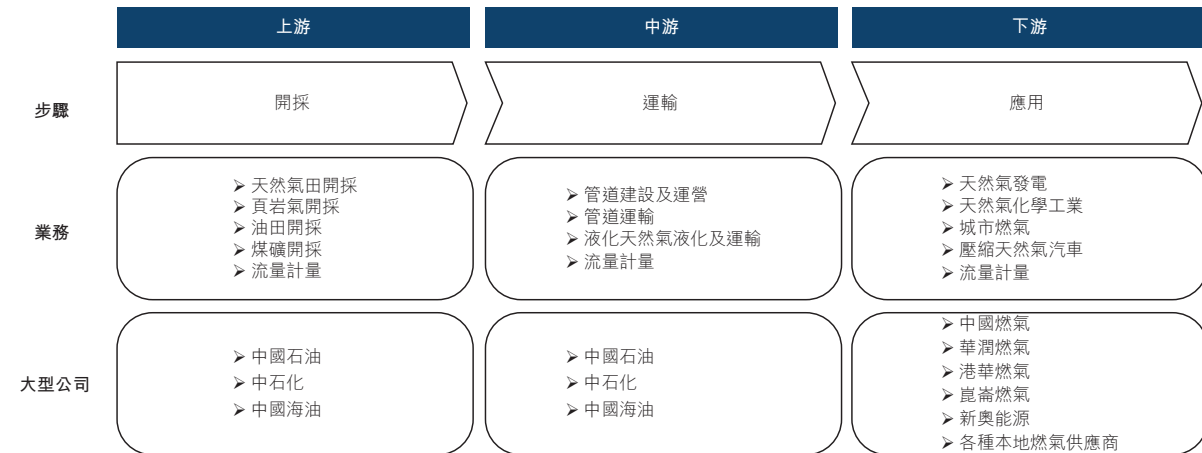 上游
中游
下游
步驟
開採
運輸
應用
業務
➢ 天然氣田開採
➢ 頁岩氣開採
➢ 油田開採
➢ 煤礦開採
➢ 流量計量
➢ 管道建設及運營
➢ 管道運輸
➢ 液化天然氣液化及運輸
➢ 流量計量
➢ 天然氣發電
➢ 天然氣化學工業
➢ 城市燃氣
➢ 壓縮天然氣汽車
➢ 流量計量
大型公司
➢ 中國石油
➢ 中石化
➢ 中國海油
➢ 中國石油
➢ 中石化
➢ 中國海油
➢ 中國燃氣
➢ 華潤燃氣
➢ 港華燃氣
➢ 崑崙燃氣
➢ 新奧能源
➢ 各種本地燃氣供應商